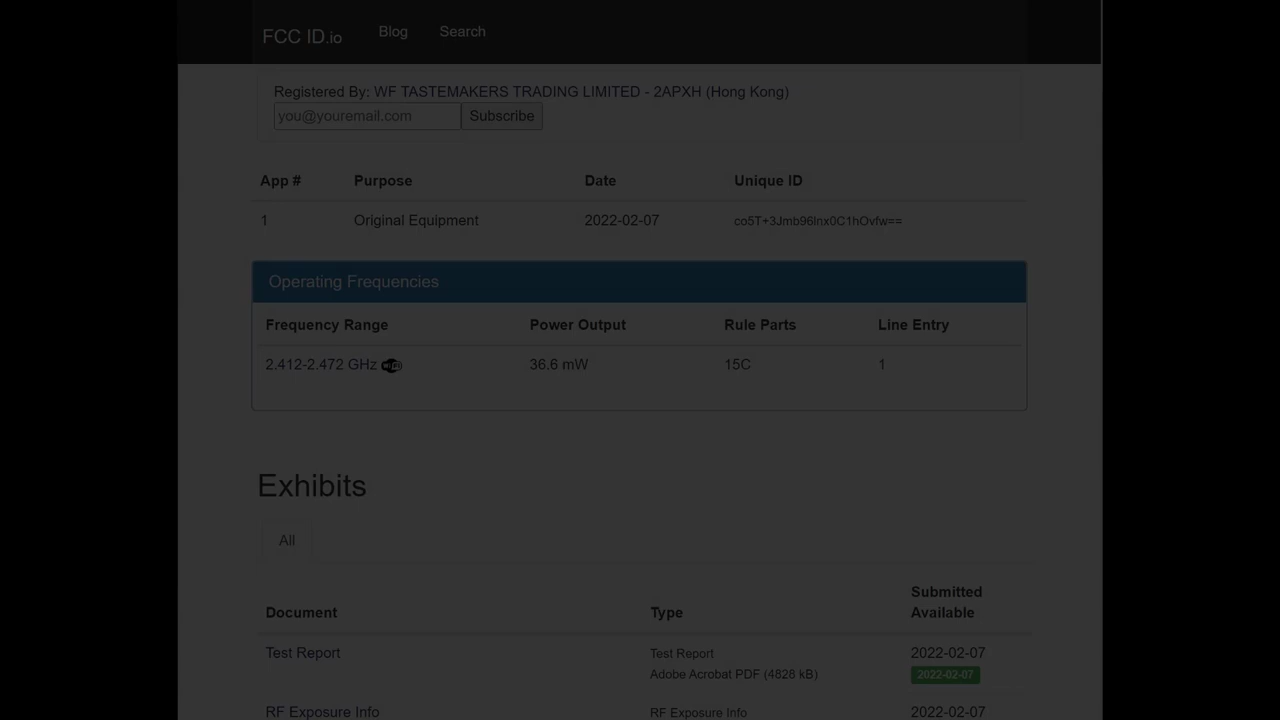 FCC ID.io Blog Search
Registered By: WF TASTEMAKERS TRADING LIMITED - 2APXH (Hong Kong)
you@youremail.com Subscribe
App # Purpose Date Unique ID
1 Original Equipment 2022-02-07 co5T+3Jmb96lnx0C1hOvfw==
Operating Frequencies
Frequency Range Power Output Rule Parts Line Entry
2.412-2.472 GHz 36.6 mW 15C 1
Exhibits
All
Document Type Submitted Available
Test Report Test Report 2022-02-07
Adobe Acrobat PDF (4828 kB) 2022-02-07
RF Exposure Info RF Exposure Info 2022-02-07